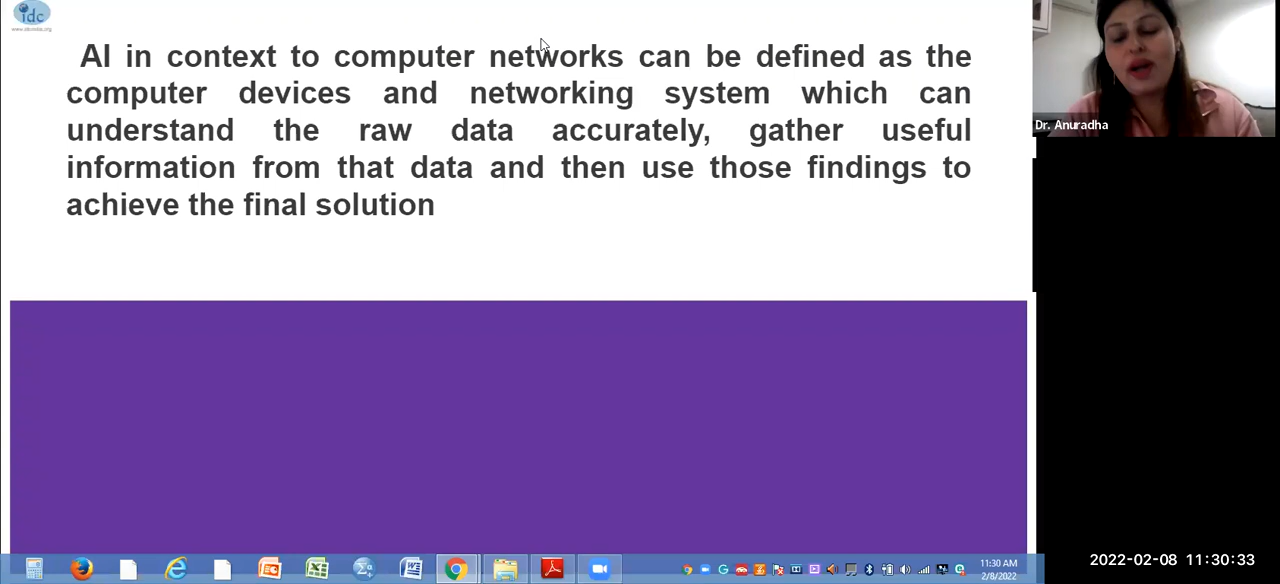 idc
AI in context to computer networks can be defined as the
computer devices and networking system which can
understand the raw data accurately, gather useful
information from that data and then use those findings to
achieve the final solution
Dr. Anuradha
11:30 AM
2/8/2022
2022-02-08 11:30:33